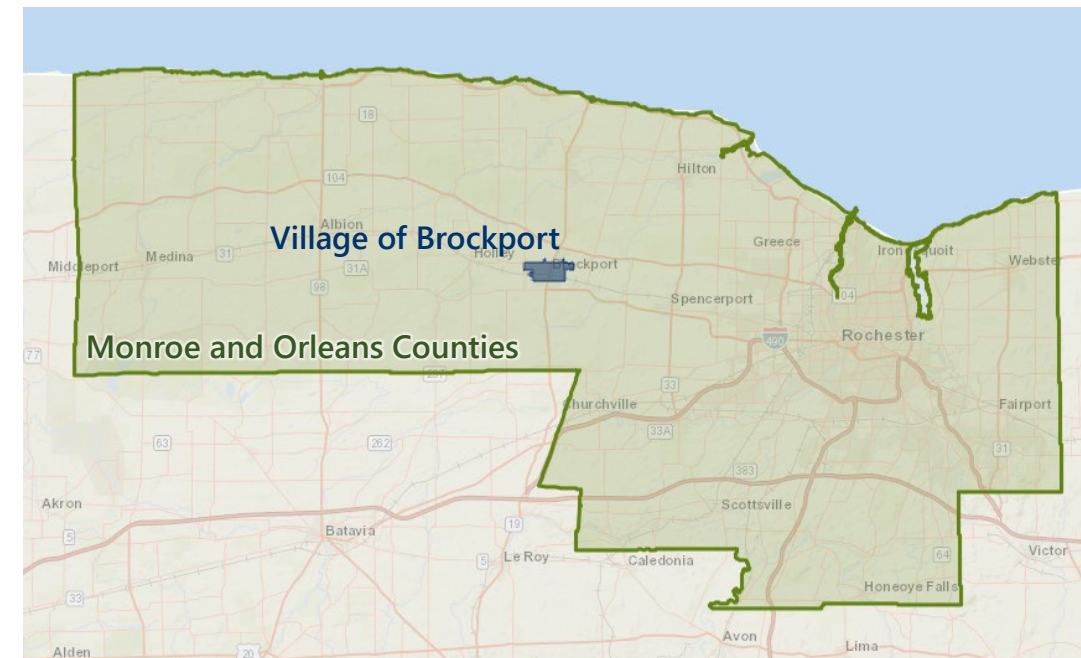 18
Hilton
104
Albion
Village of Brockport
Greece
Irondequoit
Medina
31
Holley
Middleport
31A
Brockport
Webster
98
Spencerport
104
Rochester
490
Monroe and Orleans Counties
77
237
33
Churchville
Fairport
33A
63
262
31
383
Akron
Scottsville
19
Batavia
5
Victor
5
Le Roy
Caledonia
64
Honeoye Falls
33
Avon
Lima
Alden
20